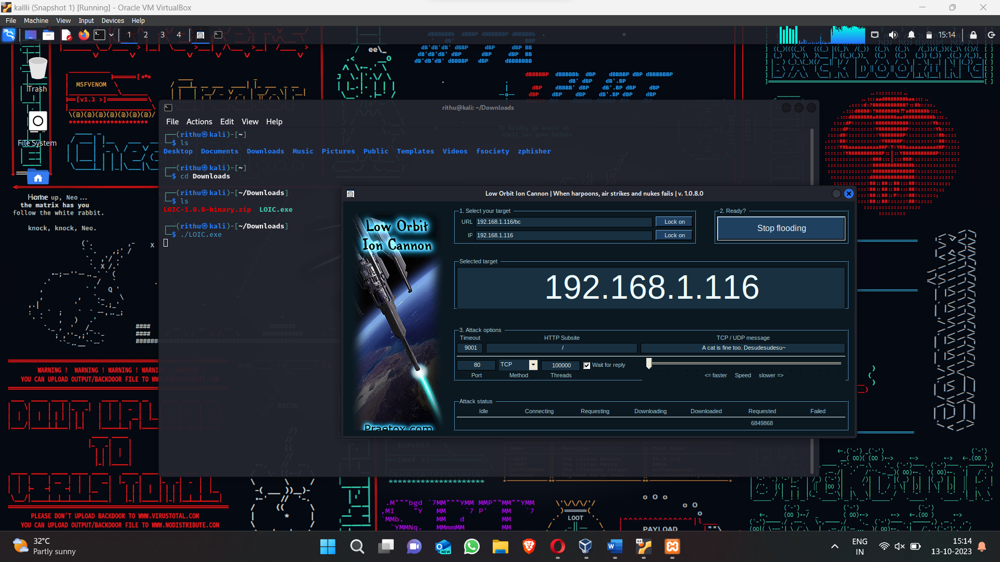 kallli (Snapshot 1) [Running] - Oracle VM VirtualBox
File Machine View Input Devices Help
1 2 3 4
15:14
MSFVENOM
[v1.3 >]
Trash
File System
Home
up, Neo...
the matrix has you
follow the white rabbit.
knock, knock, Neo.
rithu@kali: ~/Downloads
File Actions Edit View Help
┌──(rithu㉿kali)-[~]
└─$ ls
Desktop Documents Downloads Music Pictures Public Templates Videos fsociety zphisher
┌──(rithu㉿kali)-[~]
└─$ cd Downloads
┌──(rithu㉿kali)-[~/Downloads]
└─$ ls
LOIC-1.0.8-binary.zip LOIC.exe
┌──(rithu㉿kali)-[~/Downloads]
└─$ ./LOIC.exe
Low Orbit Ion Cannon | When harpoons, air strikes and nukes fails | v. 1.0.8.0
Low Orbit
Ion Cannon
Praetox.com
1. Select your target
URL 192.168.1.116/bc Lock on
IP 192.168.1.116 Lock on
2. Ready?
Stop flooding
Selected target
192.168.1.116
3. Attack options
Timeout HTTP Subsite TCP / UDP message
9001 / A cat is fine too. Desudesudesu~
80 TCP 100000 Wait for reply
Port Method Threads <= faster Speed slower =>
Attack status
Idle Connecting Requesting Downloading Downloaded Requested Failed
6849868
WARNING ! WARNING ! WARNING ! WARNI
YOU CAN UPLOAD OUTPUT/BACKDOOR FILE TO WW
DON'T UPLOAD
TO
VIRUSTOTAL
PLEASE DON'T UPLOAD BACKDOOR TO WWW.VIRUSTOTAL.COM
YOU CAN UPLOAD BACKDOOR FILE TO WWW.NODISTRIBUTE.COM
RECON
EXPLOIT
LOOT
PAYLOAD
32°C
Partly sunny
ENG
IN
15:14
13-10-2023